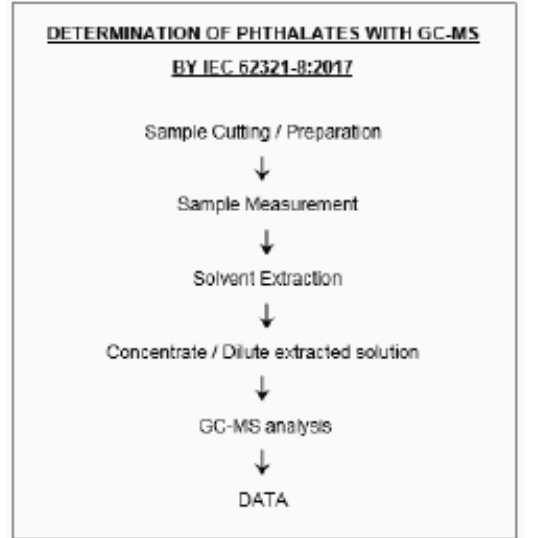 DETERMINATION OF PHTHALATES WITH GC-MS
BY IEC 62321-8:2017
Sample Cutting / Preparation
↓
Sample Measurement
↓
Solvent Extraction
↓
Concentrate / Dilute extracted solution
↓
GC-MS analysis
↓
DATA